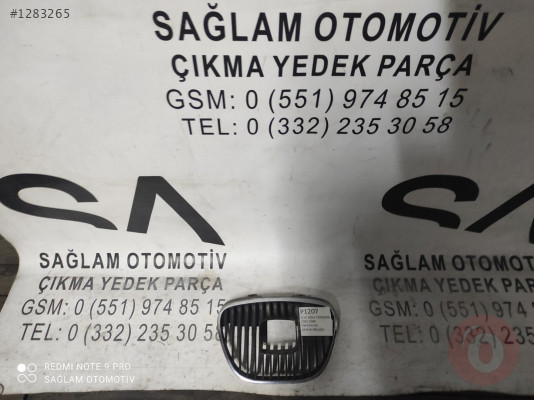 #1283265
SAĞLAM OTOMOTİV
ÇIKMA YEDEK PARÇA
GSM: 0 (551) 974 85 15
TEL: 0 (332) 235 30 58
SAĞLAM OTOMOTİV
ÇIKMA YEDEK PARÇA
GSM: 0 (551) 974 85 15
TEL: 0 (332) 235 30 58
SAĞLAM OTOMOTİV
ÇIKMA YEDEK PARÇA
GSM: 0 (551) 974
TEL: 0 (332) 235
P1207
REDMI NOTE 9 PRO
SAĞLAM OTOMOTİV